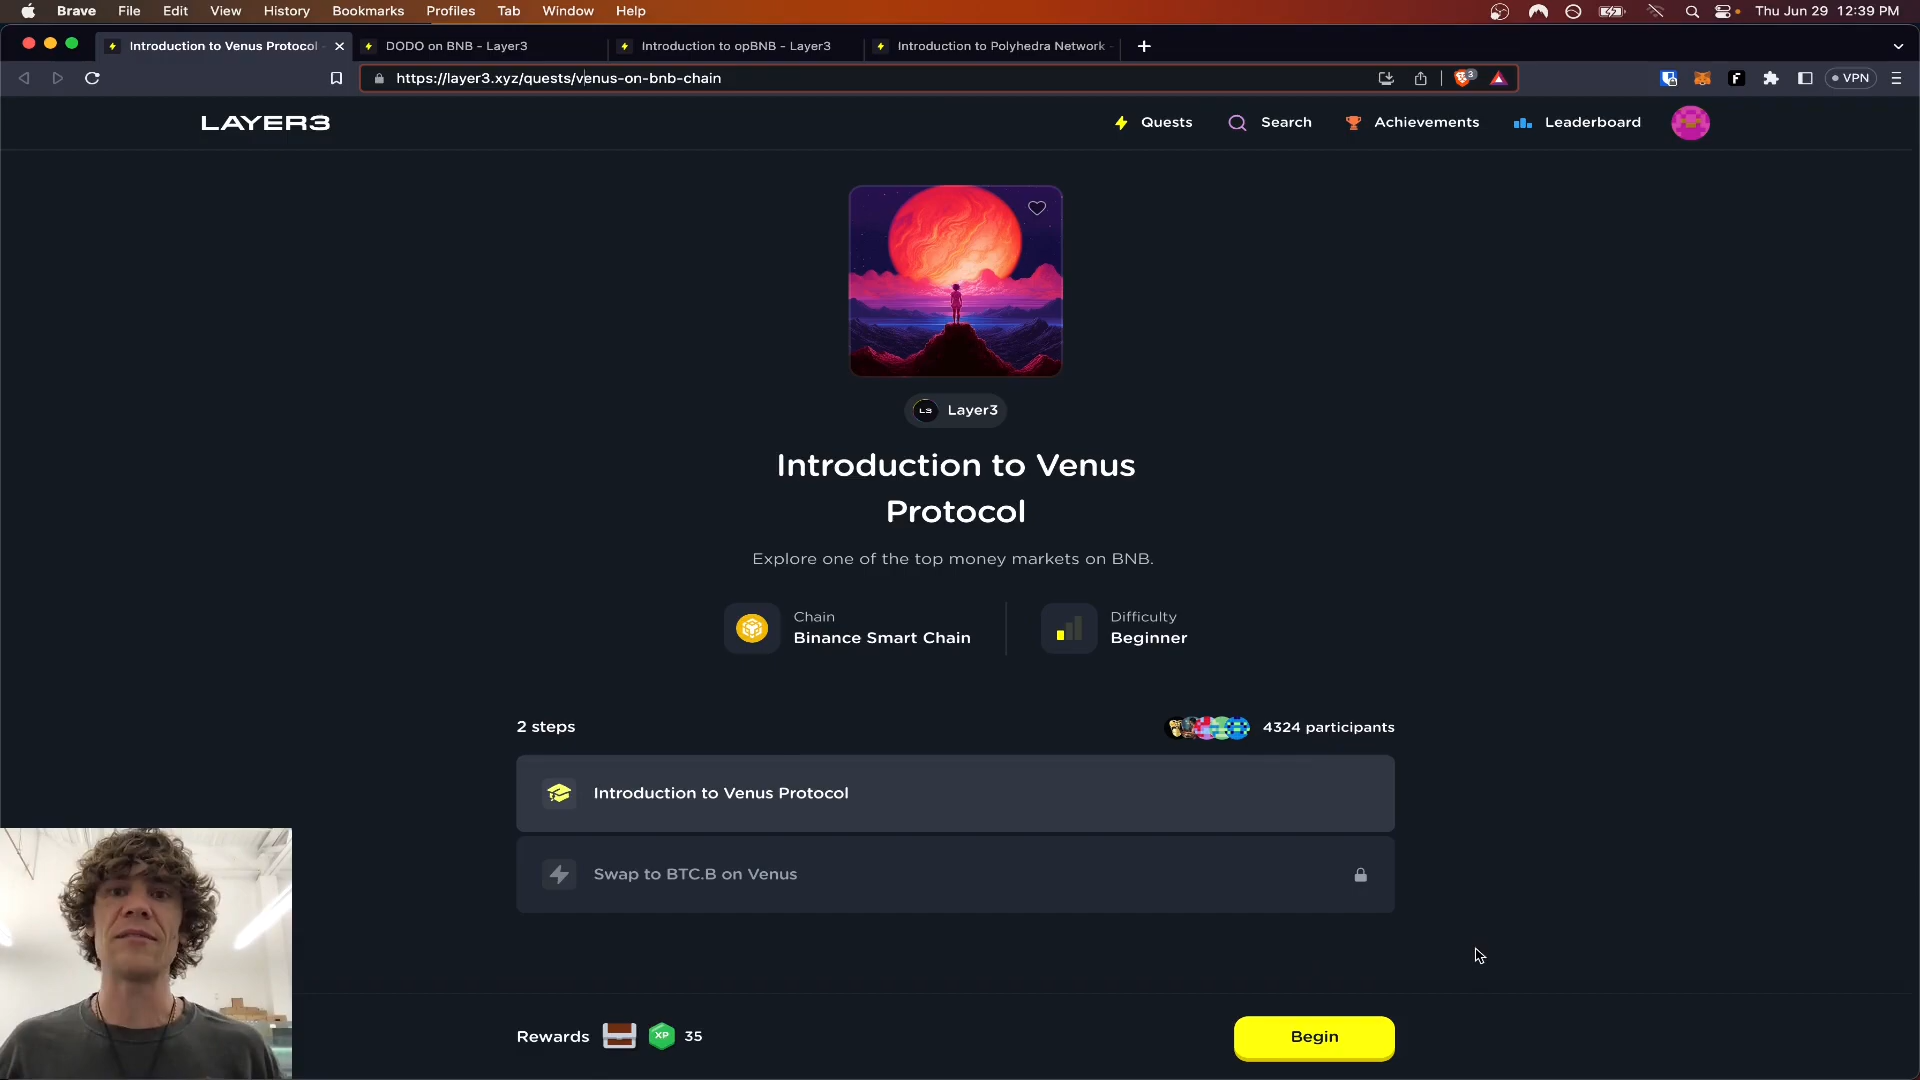 Brave File Edit View History Bookmarks Profiles Tab Window Help Thu Jun 29 12:39 PM
Introduction to Venus Protocol DODO on BNB - Layer3 Introduction to opBNB - Layer3 Introduction to Polyhedra Network -
https://layer3.xyz/quests/venus-on-bnb-chain 3 VPN
LAYER3 Quests Search Achievements Leaderboard
L3 Layer3
Introduction to Venus
Protocol
Explore one of the top money markets on BNB.
Chain Difficulty
Binance Smart Chain Beginner
2 steps 4324 participants
Introduction to Venus Protocol
Swap to BTC.B on Venus
Rewards XP 35 Begin